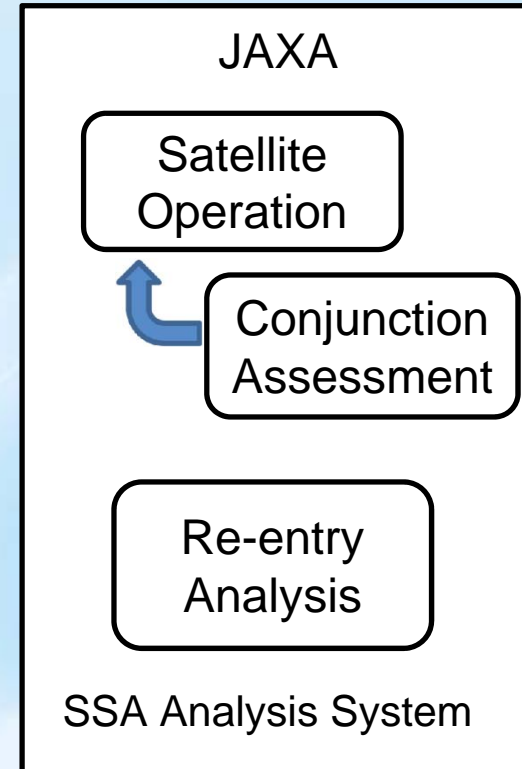 JAXA
Satellite
Operation
Conjunction
Assessment
Re-entry
Analysis
SSA Analysis System